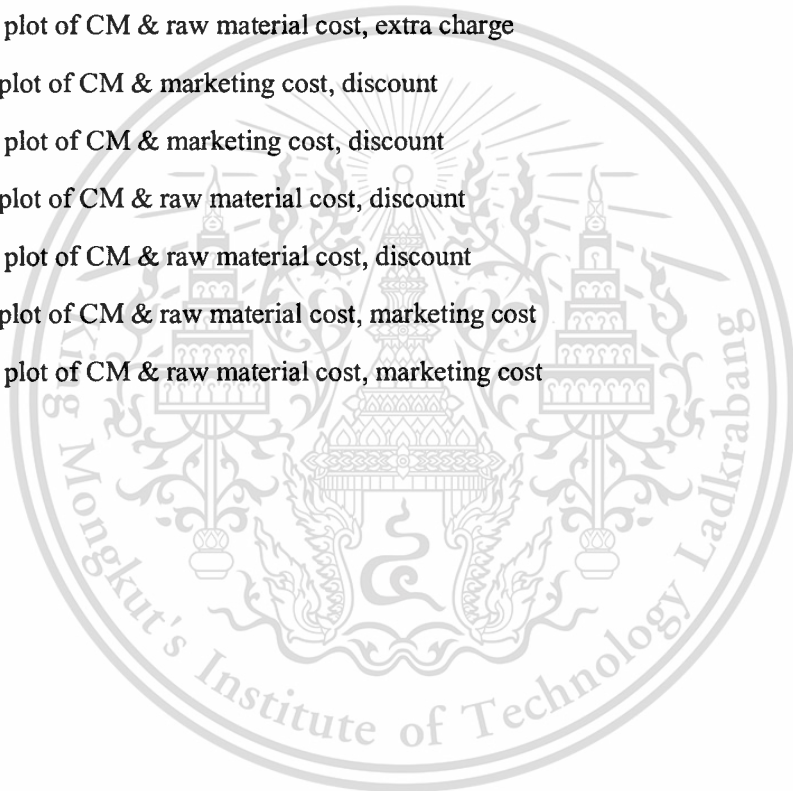 plot of CM & raw material cost, extra charge
plot of CM & marketing cost, discount
plot of CM & marketing cost, discount
plot of CM & raw material cost, discount
plot of CM & raw material cost, discount
plot of CM & raw material cost, marketing cost
plot of CM & raw material cost, marketing cost
King Mongkut's Institute of Technology Ladkrabang